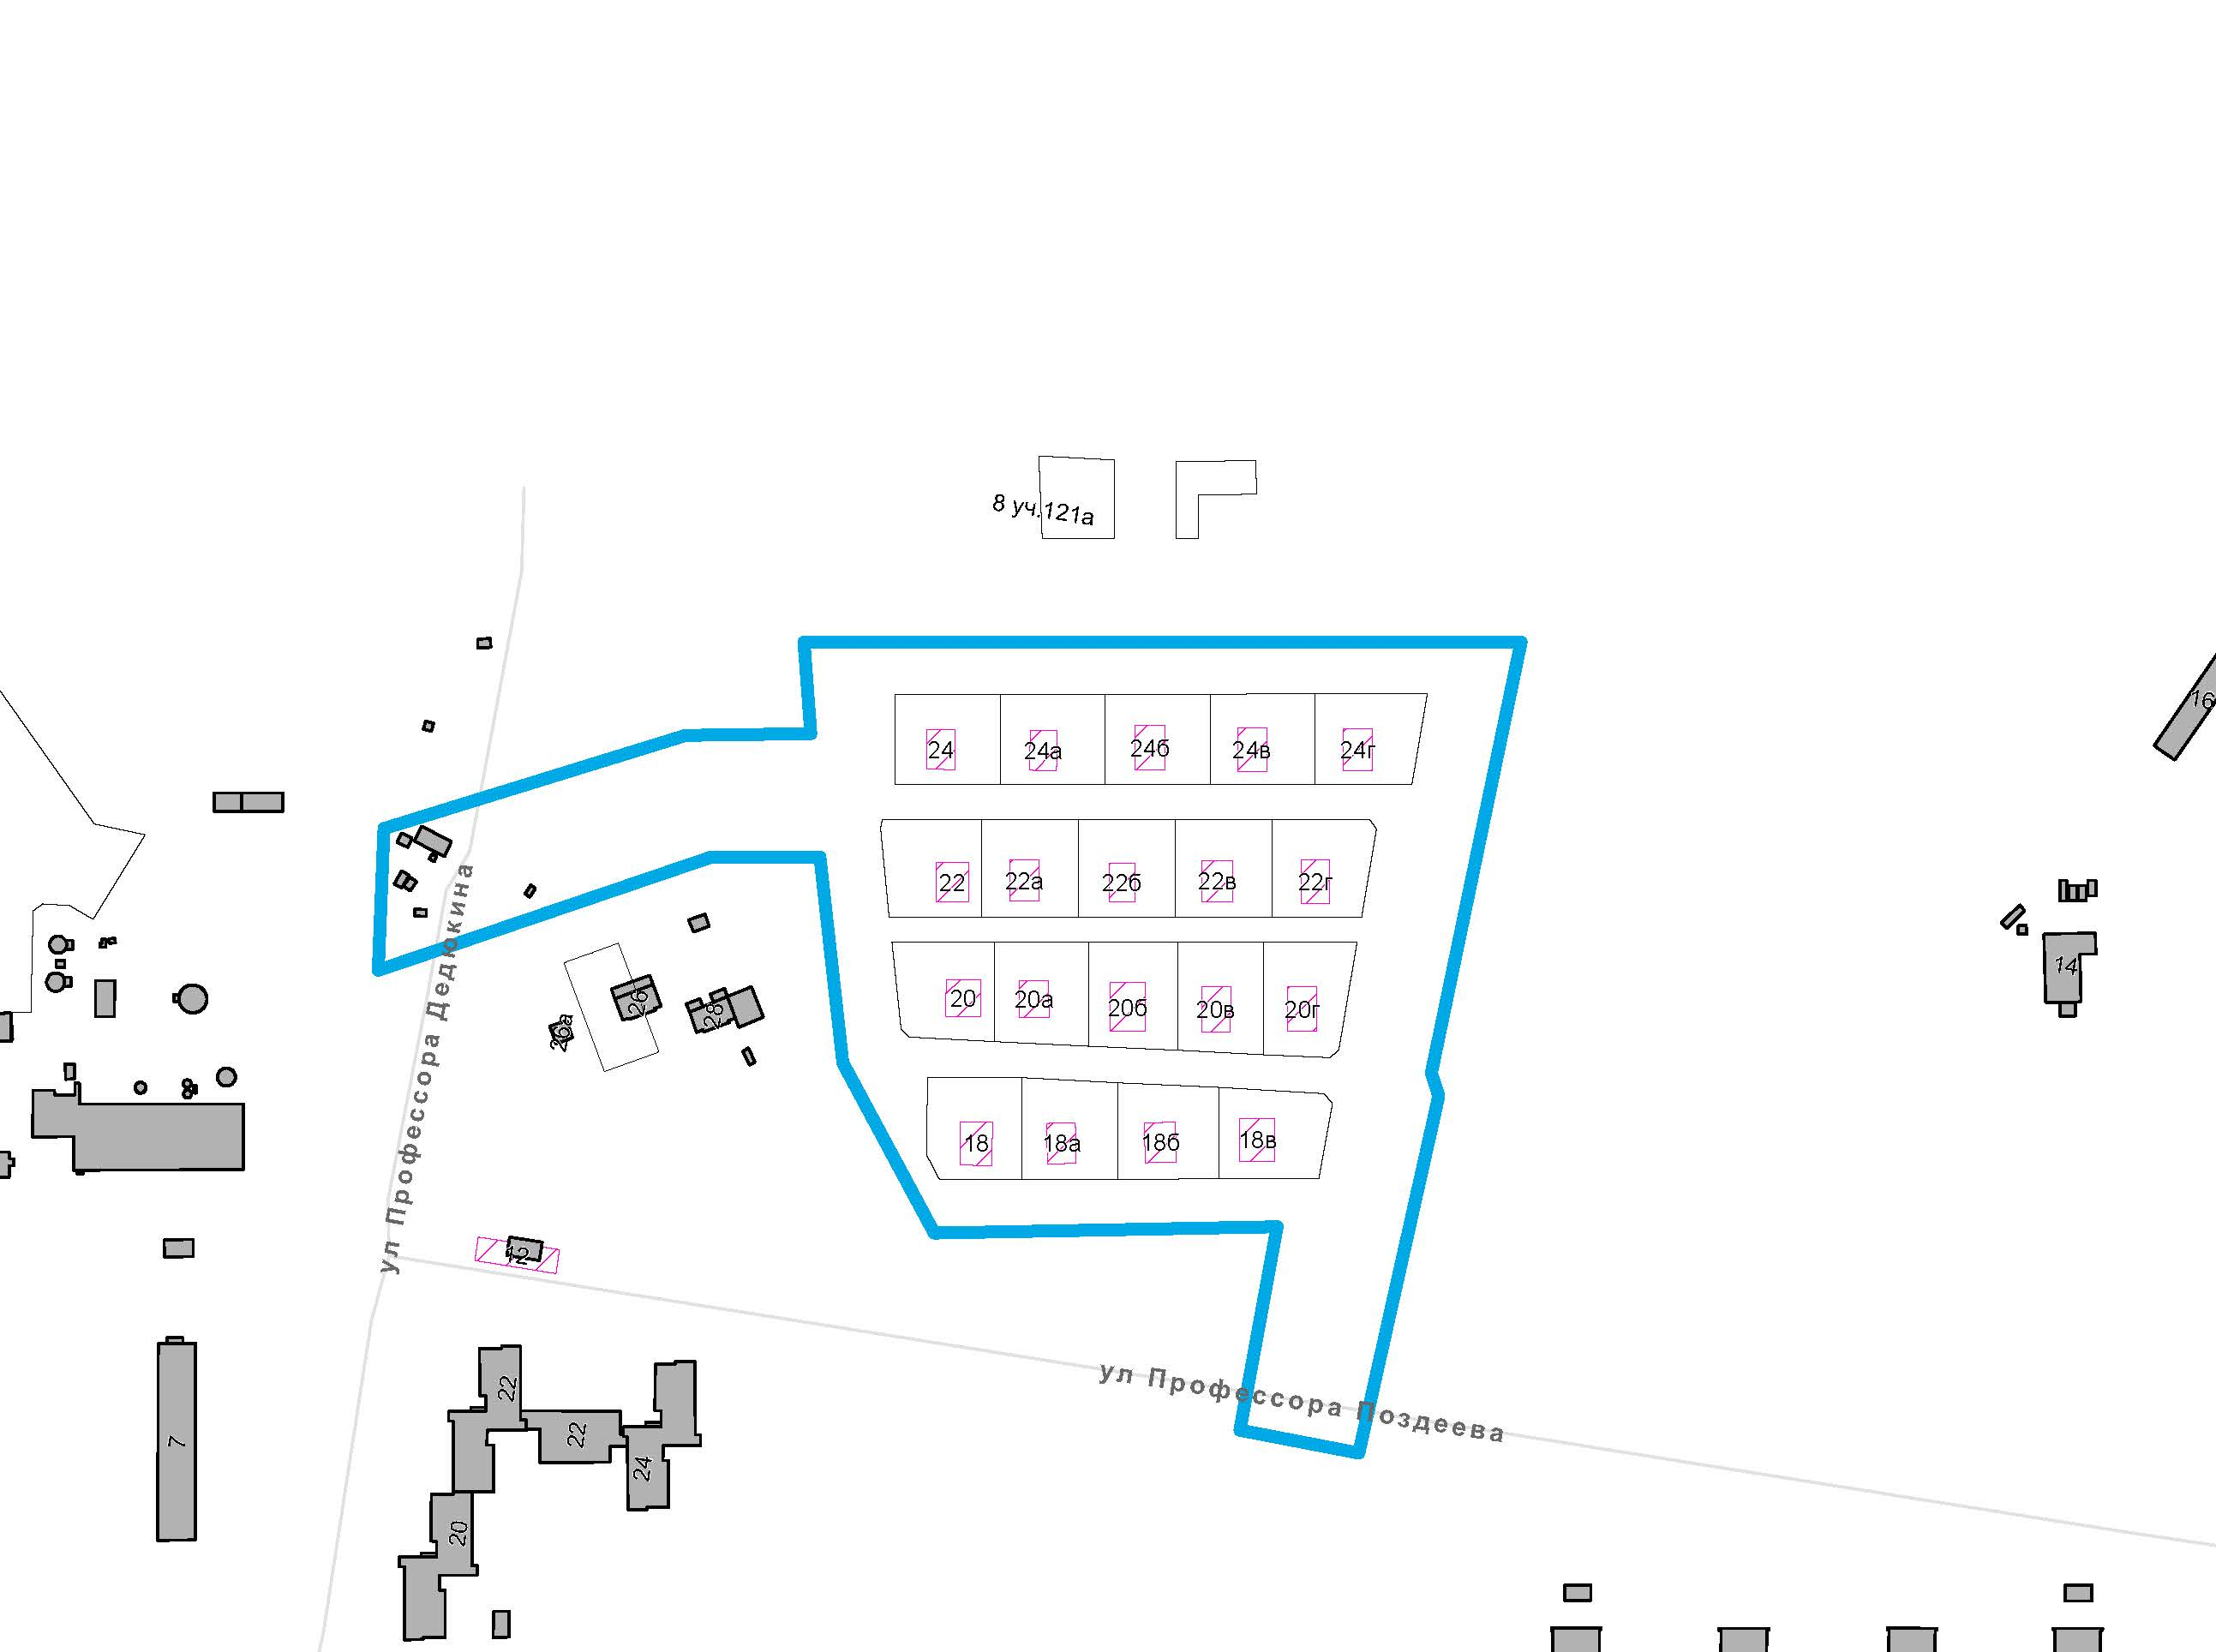 8 уч.121а
16
24
24а
24б
24в
24г
22
22а
22б
22в
22г
20
20а
20б
20в
20г
18
18а
18б
18в
26
26а
28
14
12
ул Профессора Дедюкина
ул Профессора Поздеева
22
22
24
20
7